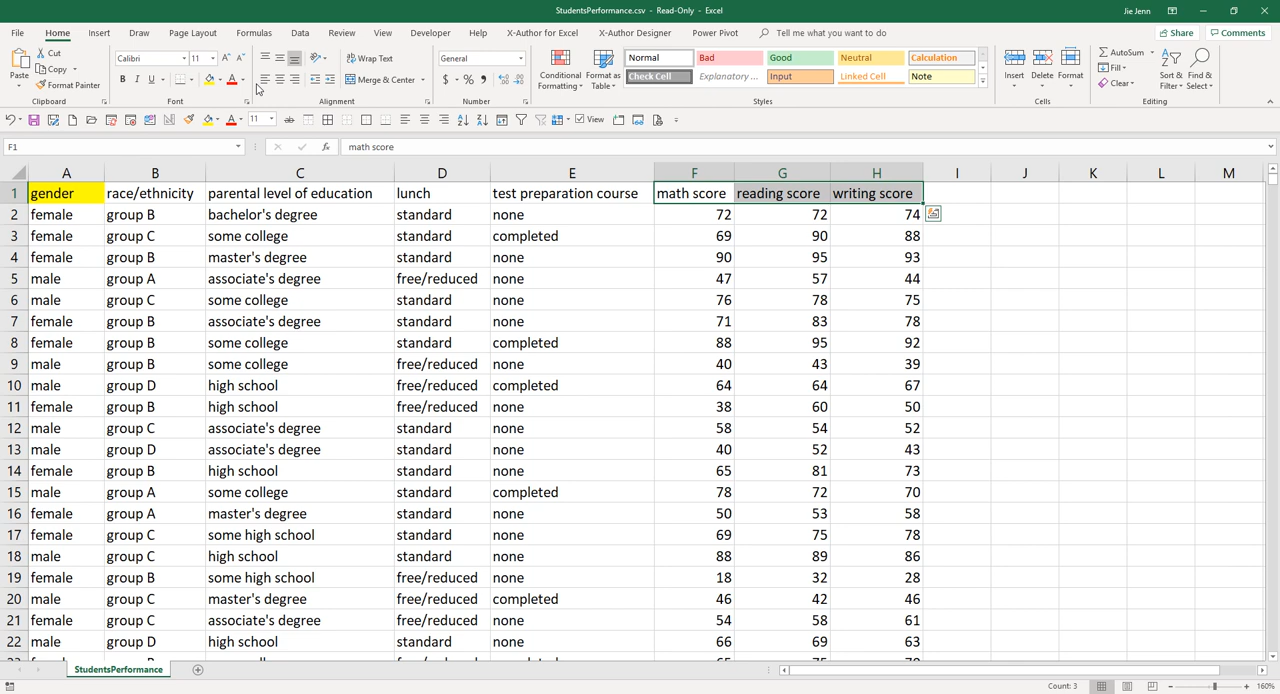 StudentsPerformance.csv - Read-Only - Excel
Jie Jenn
File Home Insert Draw Page Layout Formulas Data Review View Developer Help X-Author for Excel X-Author Designer Power Pivot Tell me what you want to do Share Comments
Paste Cut Copy Format Painter Clipboard
Calibri 11 A A B I U A Font
ab Wrap Text Merge & Center Alignment
General $ % , Number
Conditional Formatting Format as Table
Normal Bad Good Neutral Calculation
Check Cell Explanatory ... Input Linked Cell Note
Styles
Insert Delete Format Cells
AutoSum Fill Clear Sort & Filter Find & Select Editing
A 11 ab View
F1 fx math score
A B C D E F G H I J K L M
1 gender race/ethnicity parental level of education lunch test preparation course math score reading score writing score
2 female group B bachelor's degree standard none 72 72 74
3 female group C some college standard completed 69 90 88
4 female group B master's degree standard none 90 95 93
5 male group A associate's degree free/reduced none 47 57 44
6 male group C some college standard none 76 78 75
7 female group B associate's degree standard none 71 83 78
8 female group B some college standard completed 88 95 92
9 male group B some college free/reduced none 40 43 39
10 male group D high school free/reduced completed 64 64 67
11 female group B high school free/reduced none 38 60 50
12 male group C associate's degree standard none 58 54 52
13 male group D associate's degree standard none 40 52 43
14 female group B high school standard none 65 81 73
15 male group A some college standard completed 78 72 70
16 female group A master's degree standard none 50 53 58
17 female group C some high school standard none 69 75 78
18 male group C high school standard none 88 89 86
19 female group B some high school free/reduced none 18 32 28
20 male group C master's degree free/reduced completed 46 42 46
21 female group C associate's degree free/reduced none 54 58 61
22 male group D high school standard none 66 69 63
StudentsPerformance
Count: 3 160%